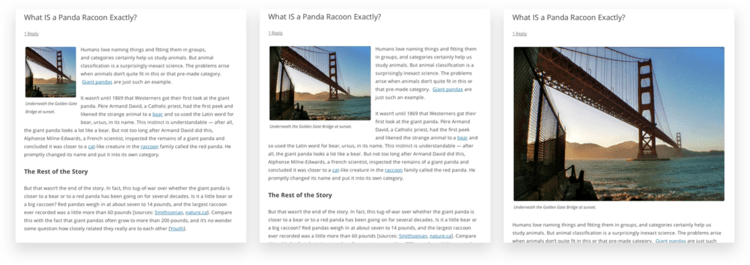 What IS a Panda Racoon Exactly?
1 Reply
Humans love naming things and fitting them in groups,
and categories certainly help us study animals. But animal
classification is a surprisingly inexact science. The problems arise
when animals don't quite fit in this or that pre-made category.
Giant pandas are just such an example.
Underneath the Golden Gate
Bridge at sunset.
It wasn't until 1869 that Westerners got their first look at the giant
panda. Père Armand David, a Catholic priest, had the first peek and
likened the strange animal to a bear and so used the Latin word for
bear, ursus, in its name. This is understandable — after all,
the giant panda looks a lot like a bear. But not too long after Armand David did this,
Alphonse Milne-Edwards, a French scientist, inspected the remains of a giant panda and
concluded it was closer to a cat-like creature in the raccoon family called the red panda. He
promptly changed its name and put it into its own category.
The Rest of the Story
But that wasn't the end of the story. In fact, this tug-of-war over whether the giant panda is
closer to a bear or to a red panda has been going on for several decades. Is it a little bear or
a big raccoon? Red pandas weigh in at about seven to 14 pounds, and the largest raccoon
ever recorded was a little more than 60 pounds [sources: Smithsonian, nature.ca]. Compare
this with the fact that giant pandas often grow to more than 200 pounds, and it's no wonder
some question how closely related they really are to each other [Youth].
What IS a Panda Racoon Exactly?
1 Reply
Humans love naming things and fitting them
in groups, and categories certainly help us
study animals. But animal classification is a
surprisingly inexact science. The problems
arise when animals don't quite fit in this or
that pre-made category. Giant pandas are
just such an example.
Underneath the Golden Gate Bridge at sunset.
It wasn't until 1869 that Westerners got
their first look at the giant panda. Père
Armand David, a Catholic priest, had the first
peek and likened the strange animal to a bear and
so used the Latin word for bear, ursus, in its name. This is understandable — after
all, the giant panda looks a lot like a bear. But not too long after Armand David did this,
Alphonse Milne-Edwards, a French scientist, inspected the remains of a giant panda and
concluded it was closer to a cat-like creature in the raccoon family called the red panda. He
promptly changed its name and put it into its own category.
The Rest of the Story
But that wasn't the end of the story. In fact, this tug-of-war over whether the giant panda is
closer to a bear or to a red panda has been going on for several decades. Is it a little bear or
a big raccoon? Red pandas weigh in at about seven to 14 pounds, and the largest raccoon
ever recorded was a little more than 60 pounds [sources: Smithsonian, nature.ca]. Compare
What IS a Panda Racoon Exactly?
1 Reply
Underneath the Golden Gate Bridge at sunset.
Humans love naming things and fitting them in groups, and categories certainly help us
study animals. But animal classification is a surprisingly inexact science. The problems arise
when animals don't quite fit in this or that pre-made category. Giant pandas are just such